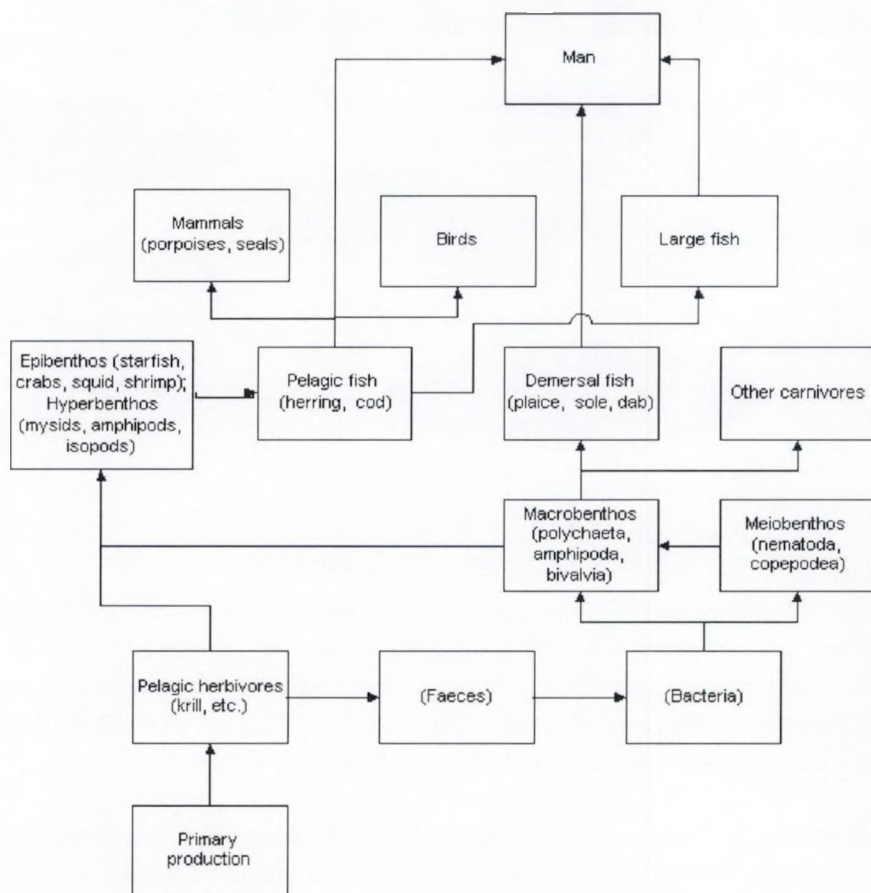 Man
Mammals
(porpoises, seals)
Birds
Large fish
Epibenthos (starfish,
crabs, squid, shrimp);
Hyperbenthos
(mysids, amphipods,
isopods)
Pelagic fish
(herring, cod)
Demersal fish
(plaice, sole, dab)
Other carnivores
Macrobenthos
(polychaeta,
amphipoda,
bivalvia)
Meiobenthos
(nematoda,
copepodea)
Pelagic herbivores
(krill, etc.)
(Faeces)
(Bacteria)
Primary
production